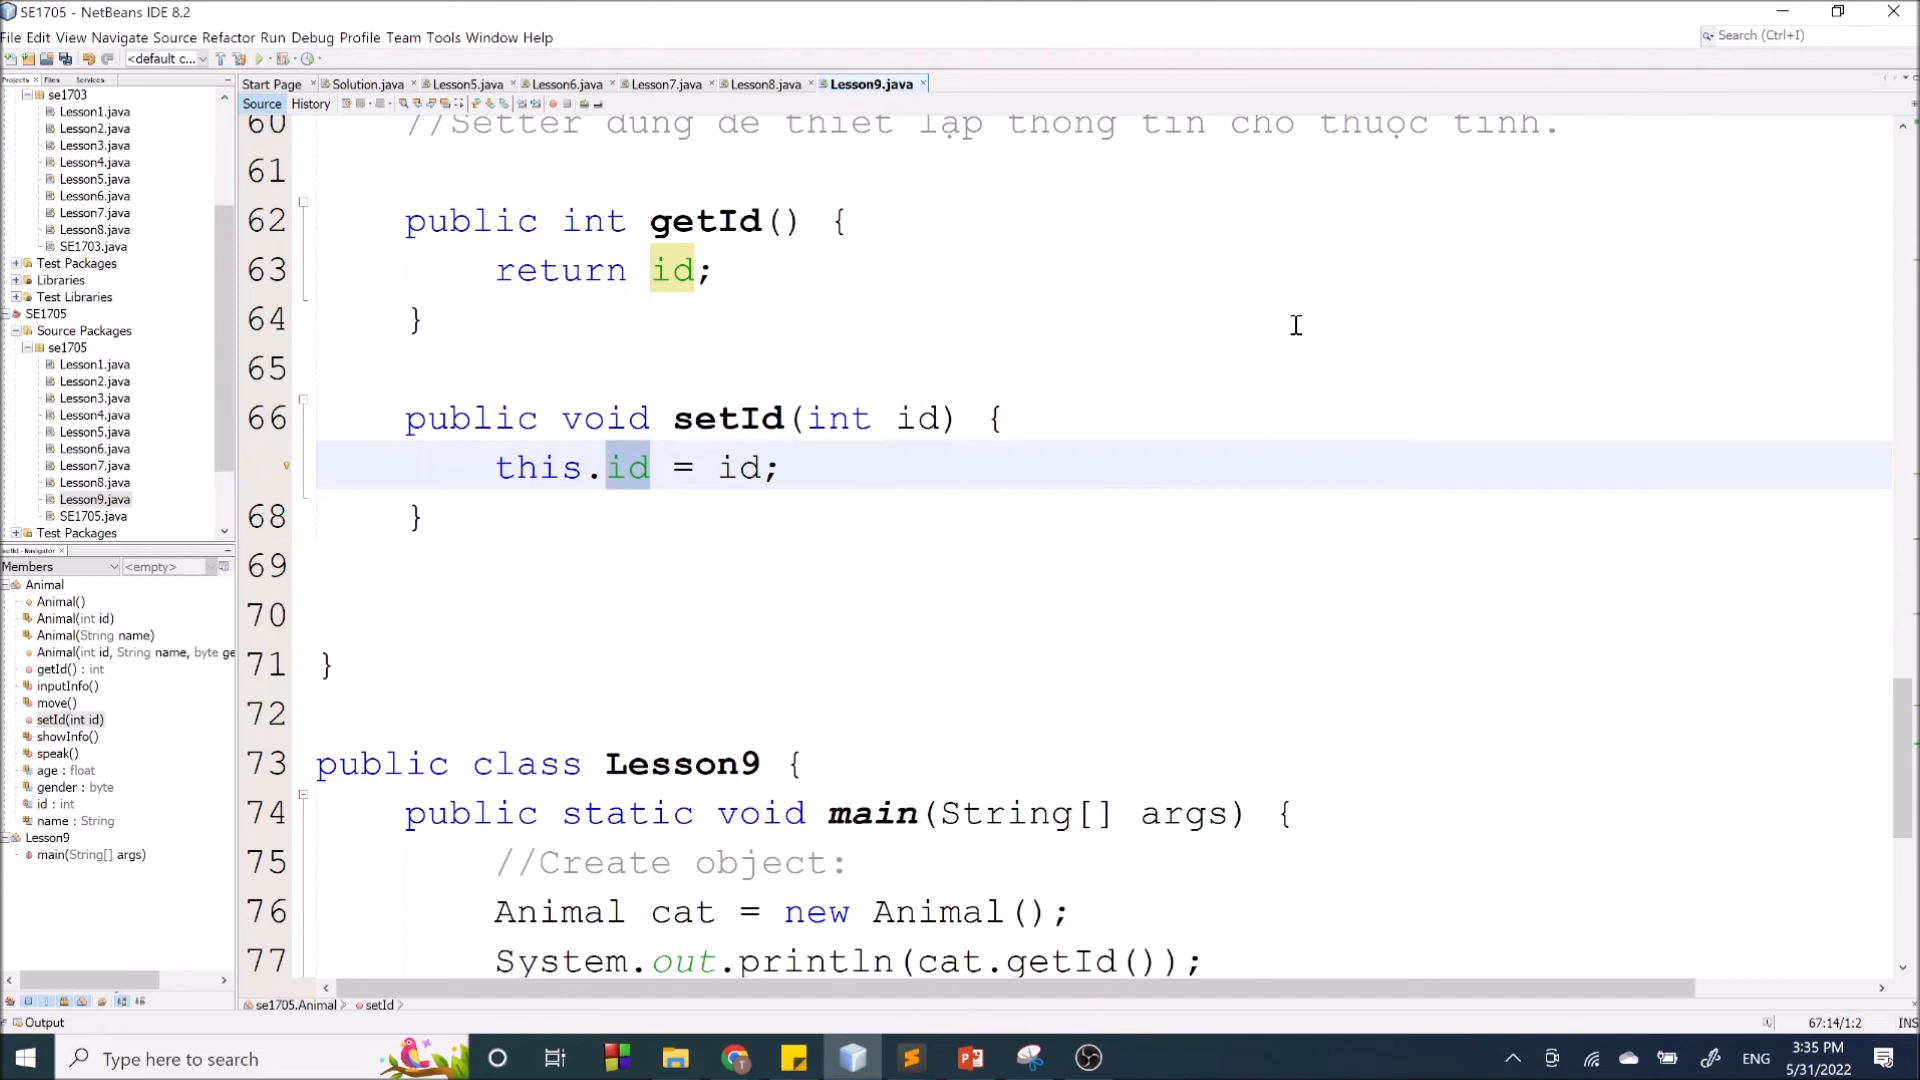 SE1705 - NetBeans IDE 8.2
File Edit View Navigate Source Refactor Run Debug Profile Team Tools Window Help
Search (Ctrl+I)
<default c...
Projects Files Services
Start Page Solution.java Lesson5.java Lesson6.java Lesson7.java Lesson8.java Lesson9.java
Source History
se1703
Lesson1.java
Lesson2.java
Lesson3.java
Lesson4.java
Lesson5.java
Lesson6.java
Lesson7.java
Lesson8.java
SE1703.java
Test Packages
Libraries
Test Libraries
SE1705
Source Packages
se1705
Lesson1.java
Lesson2.java
Lesson3.java
Lesson4.java
Lesson5.java
Lesson6.java
Lesson7.java
Lesson8.java
Lesson9.java
SE1705.java
Test Packages
setId - Navigator
Members <empty>
Animal
Animal()
Animal(int id)
Animal(String name)
Animal(int id, String name, byte ge
getId() : int
inputInfo()
move()
setId(int id)
showInfo()
speak()
age : float
gender : byte
id : int
name : String
Lesson9
main(String[] args)
60 //Setter dùng để thiết lập thông tin cho thuộc tính.
61
62 public int getId() {
63 return id;
64 }
65
66 public void setId(int id) {
this.id = id;
68 }
69
70
71 }
72
73 public class Lesson9 {
74 public static void main(String[] args) {
75 //Create object:
76 Animal cat = new Animal();
77 System.out.println(cat.getId());
se1705.Animal setId
Output
67:14/1:2 INS
Type here to search
ENG
3:35 PM
5/31/2022